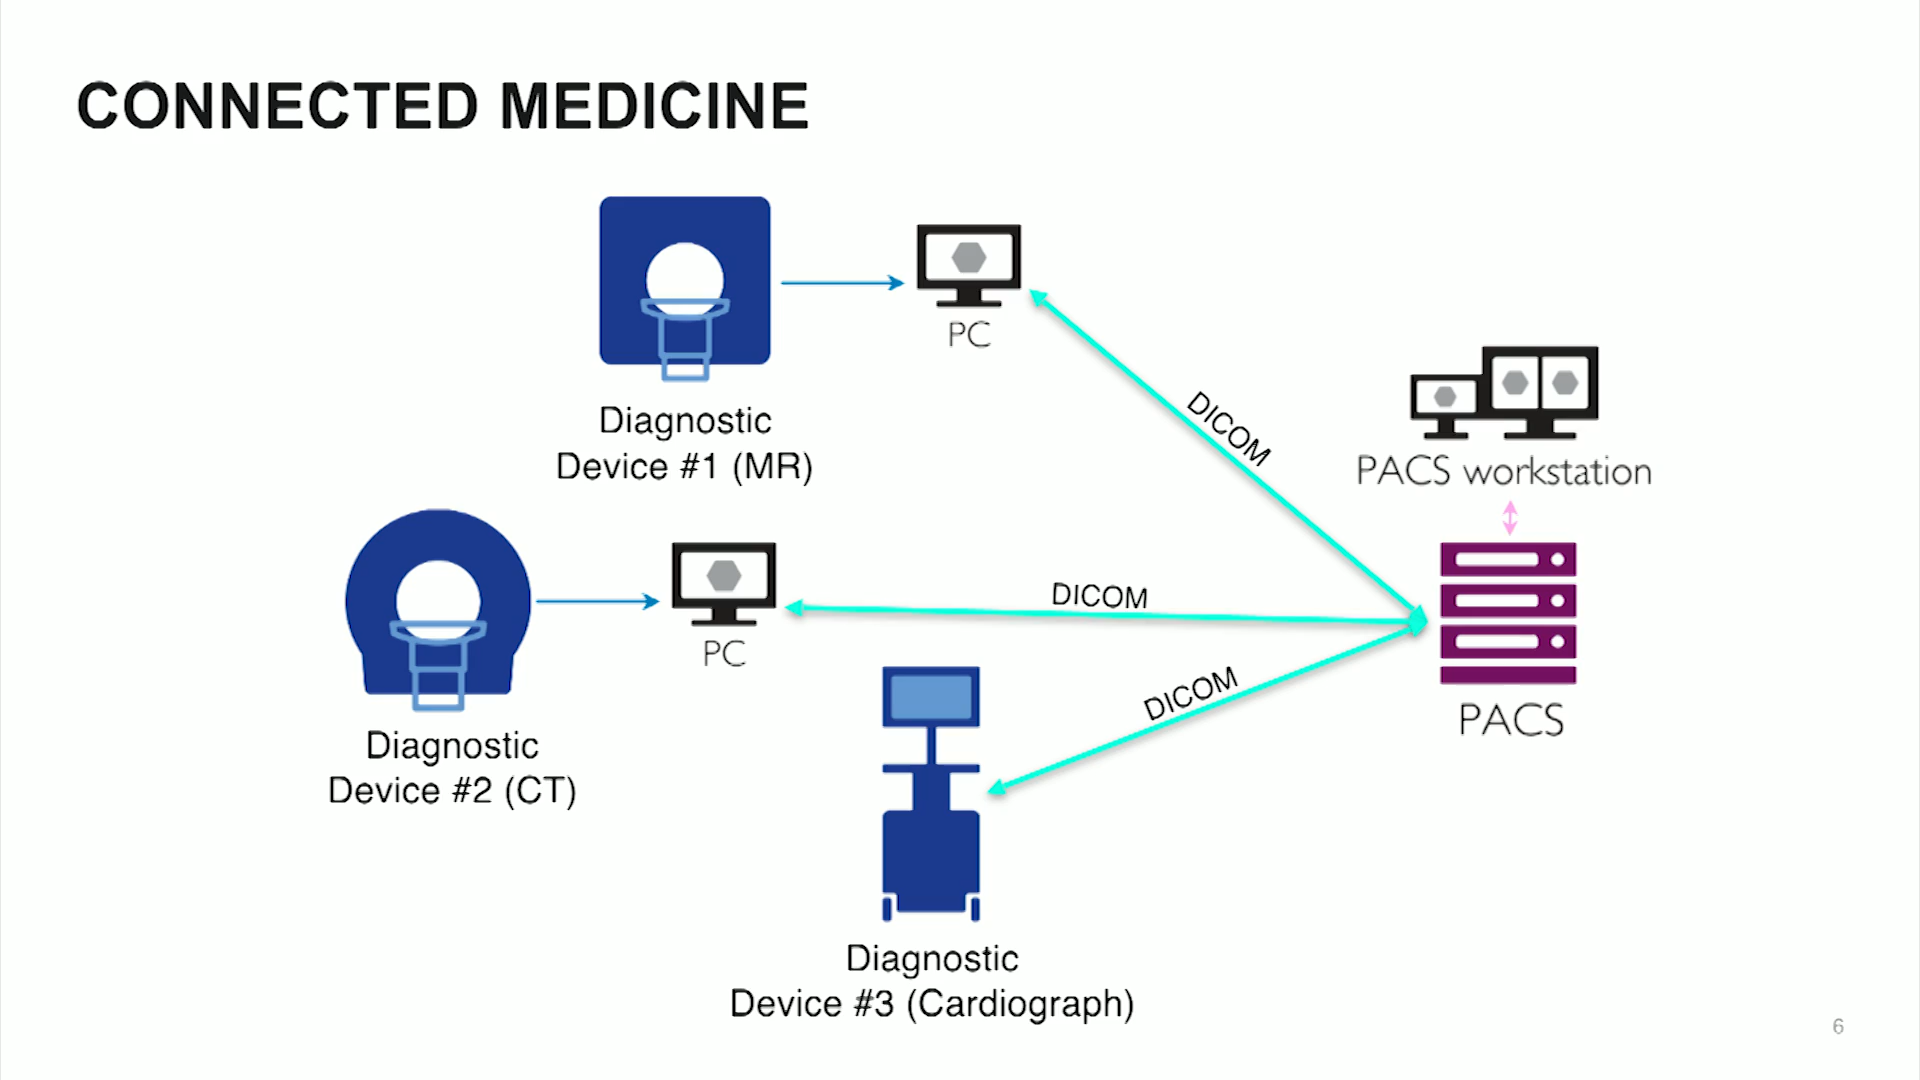 CONNECTED MEDICINE
PC
Diagnostic
Device #1 (MR)
DICOM
PACS workstation
PC
DICOM
DICOM
PACS
Diagnostic
Device #2 (CT)
Diagnostic
Device #3 (Cardiograph)
6